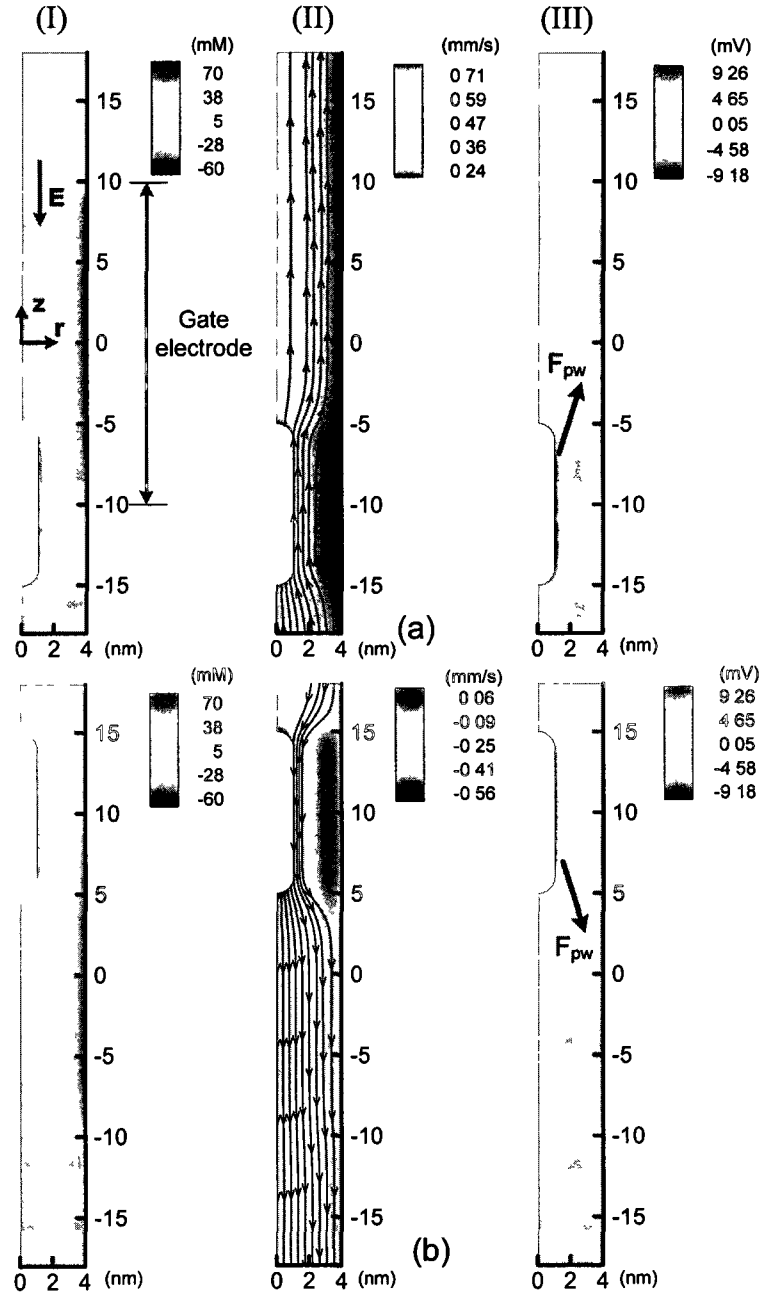 (I) (II) (III)
(mM) (mm/s) (mV)
70 0 71 9 26
38 0 59 4 65
5 0 47 0 05
-28 0 36 -4 58
-60 0 24 -9 18
15 15 15
10 10 10
E
5 5 5
z
r
0 0 0
Gate
electrode
F_pw
-5 -5 -5
-10 -10 -10
-15 -15 -15
(a)
0 2 4 (nm) 0 2 4 (nm) 0 2 4 (nm)
(mM) (mm/s) (mV)
70 0 06 9 26
38 -0 09 4 65
5 -0 25 0 05
-28 -0 41 -4 58
-60 -0 56 -9 18
15 15 15
10 10 10
5 5 5
F_pw
0 0 0
-5 -5 -5
-10 -10 -10
-15 -15 -15
(b)
0 2 4 (nm) 0 2 4 (nm) 0 2 4 (nm)